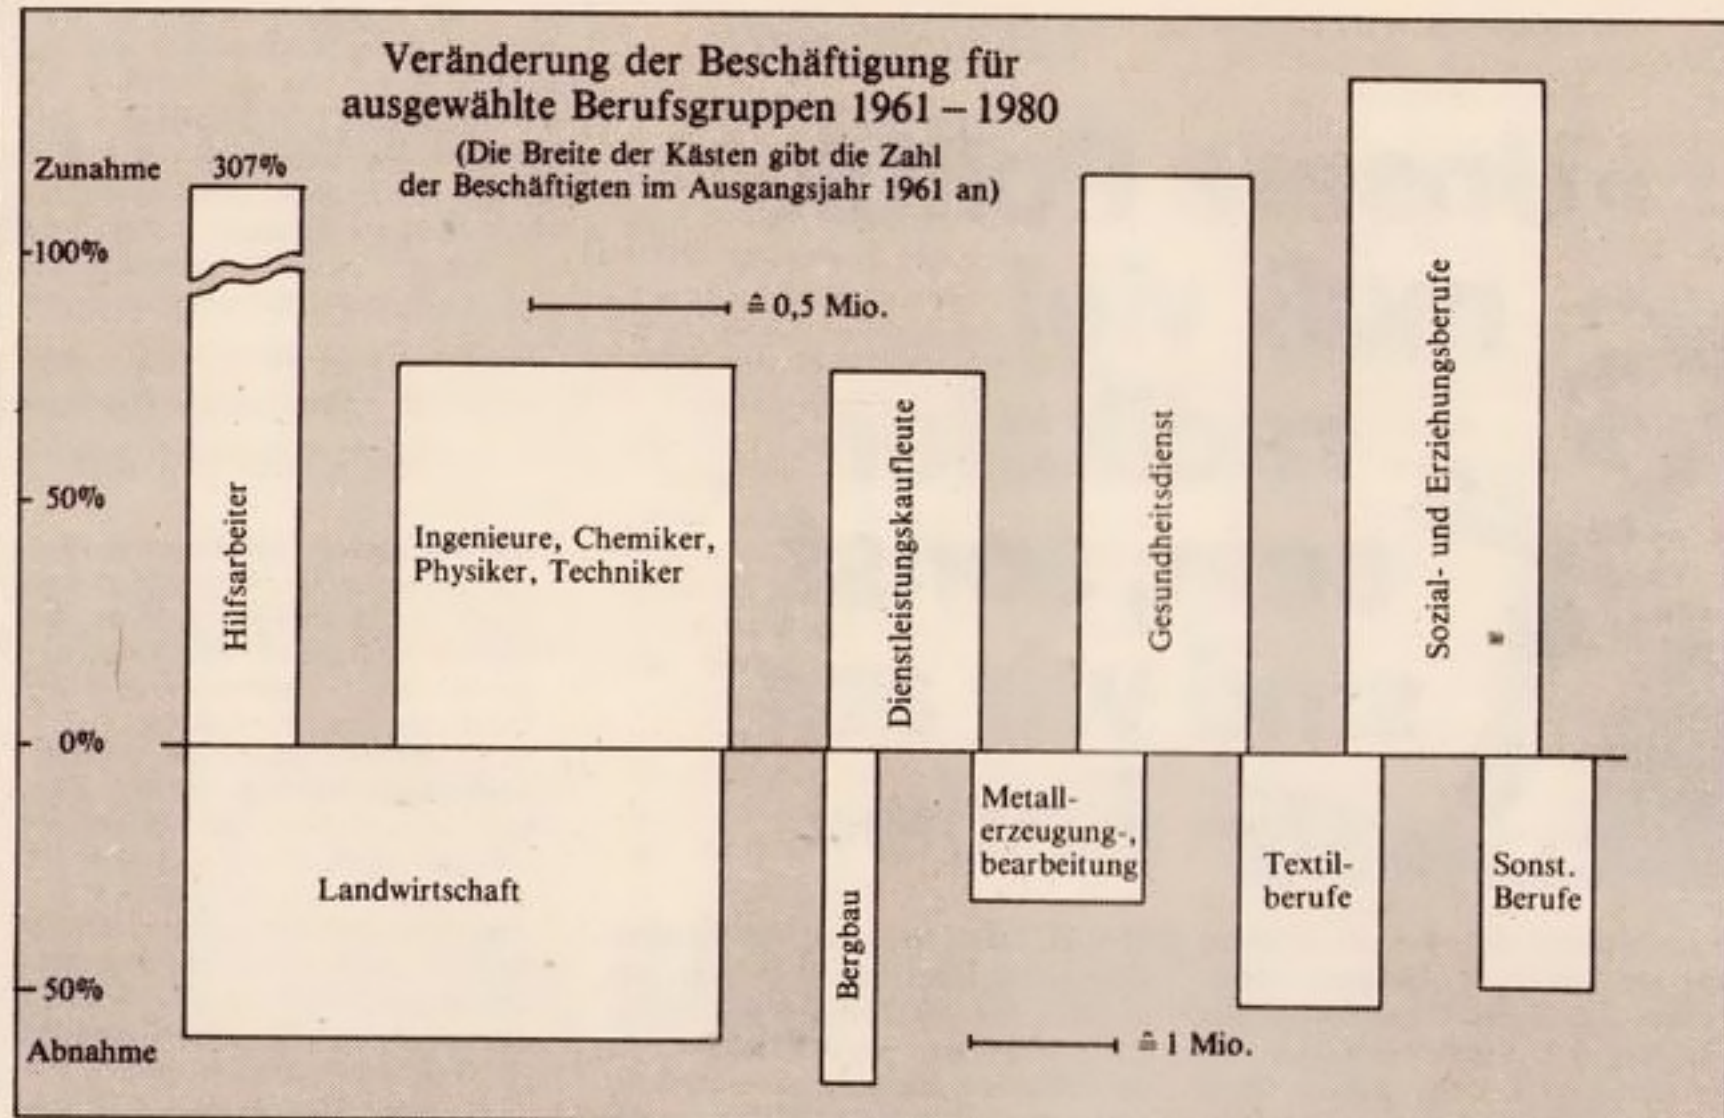 Veränderung der Beschäftigung für
ausgewählte Berufsgruppen 1961 – 1980
(Die Breite der Kästen gibt die Zahl
der Beschäftigten im Ausgangsjahr 1961 an)
Zunahme
307%
100%
≙ 0,5 Mio.
50%
0%
Hilfsarbeiter
Ingenieure, Chemiker,
Physiker, Techniker
Dienstleistungskaufleute
Gesundheitsdienst
Sozial- und Erziehungsberufe
Landwirtschaft
Bergbau
Metall-
erzeugung-,
bearbeitung
Textil-
berufe
Sonst.
Berufe
50%
Abnahme
≙ 1 Mio.